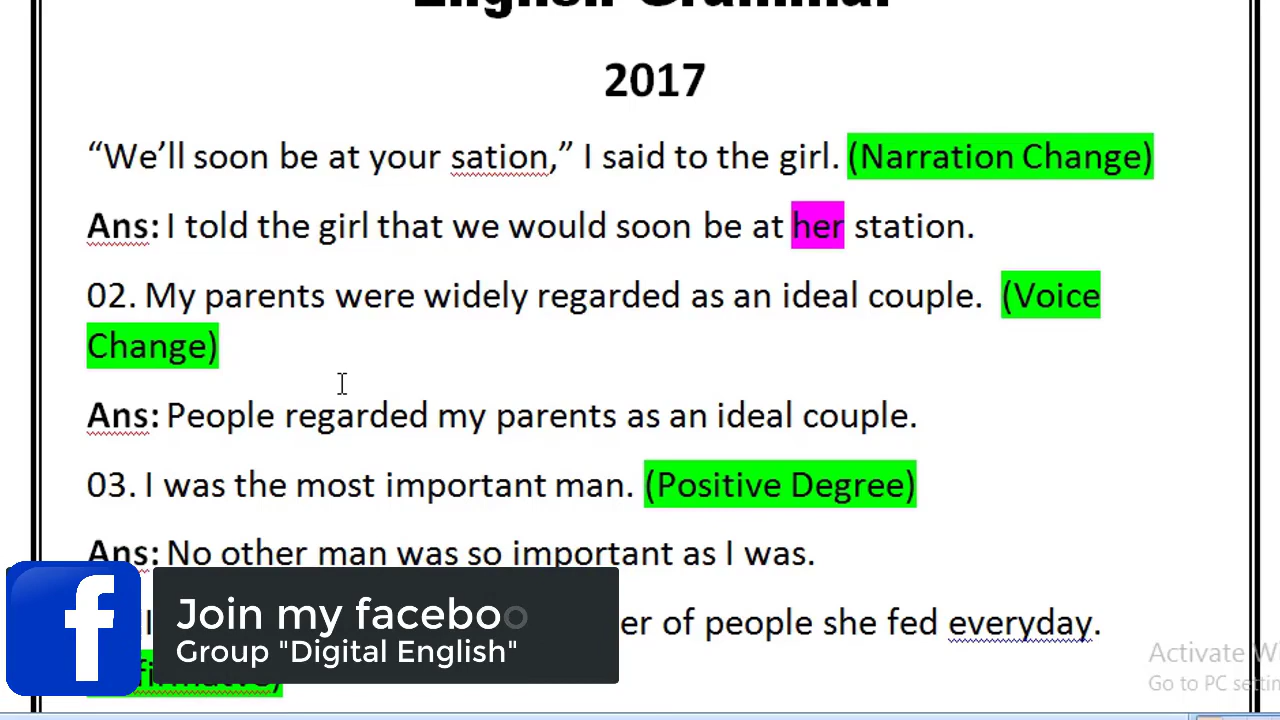 English Grammar
2017
“We’ll soon be at your sation,” I said to the girl. (Narration Change)
Ans: I told the girl that we would soon be at her station.
02. My parents were widely regarded as an ideal couple. (Voice
Change)
Ans: People regarded my parents as an ideal couple.
03. I was the most important man. (Positive Degree)
Ans: No other man was so important as I was.
of people she fed everyday.
Join my facebo
Group "Digital English"
Activate
Go to PC